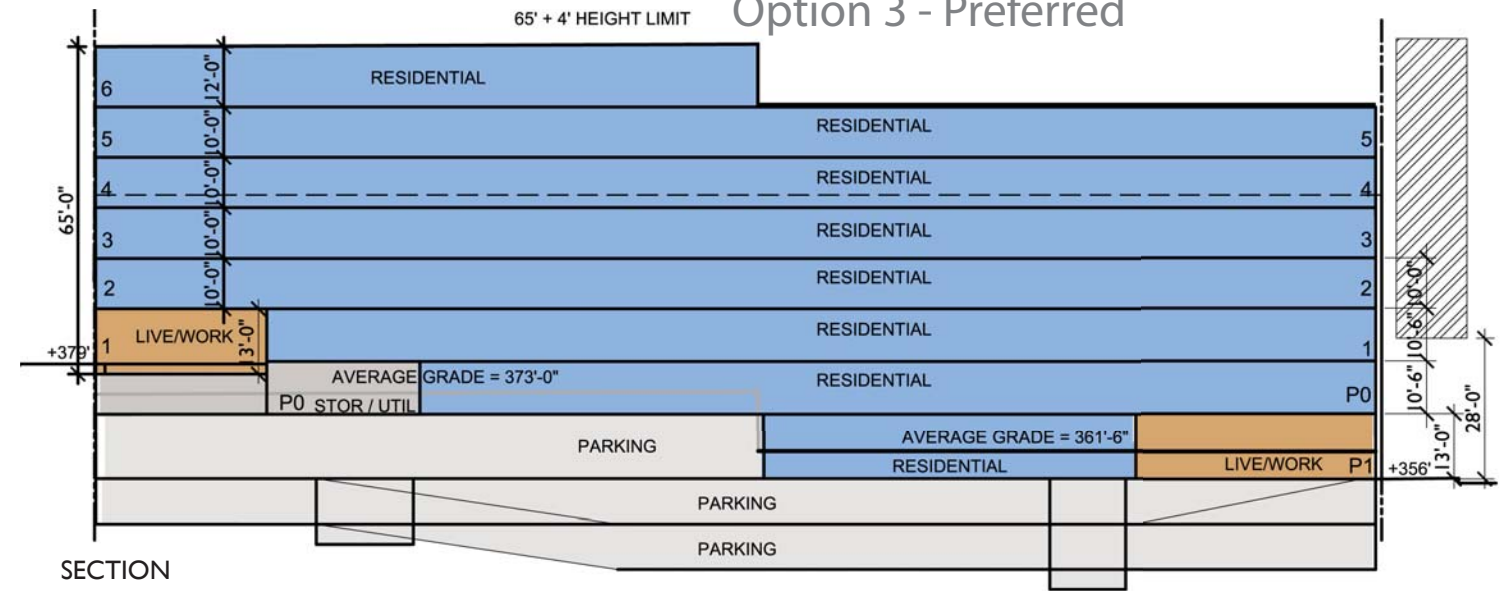 Option 3 - Preferred
65' + 4' HEIGHT LIMIT
6
12'-0"
RESIDENTIAL
5
10'-0"
RESIDENTIAL
5
65'-0"
4
10'-0"
RESIDENTIAL
4
3
10'-0"
RESIDENTIAL
3
2
10'-0"
RESIDENTIAL
2
10'-0"
+379'
1
LIVE/WORK
13'-0"
RESIDENTIAL
1
10'-6"
AVERAGE GRADE = 373'-0"
P0 STOR / UTIL
RESIDENTIAL
P0
10'-6"
28'-0"
PARKING
AVERAGE GRADE = 361'-6"
RESIDENTIAL
LIVE/WORK
P1
+356'
13'-0"
PARKING
PARKING
SECTION